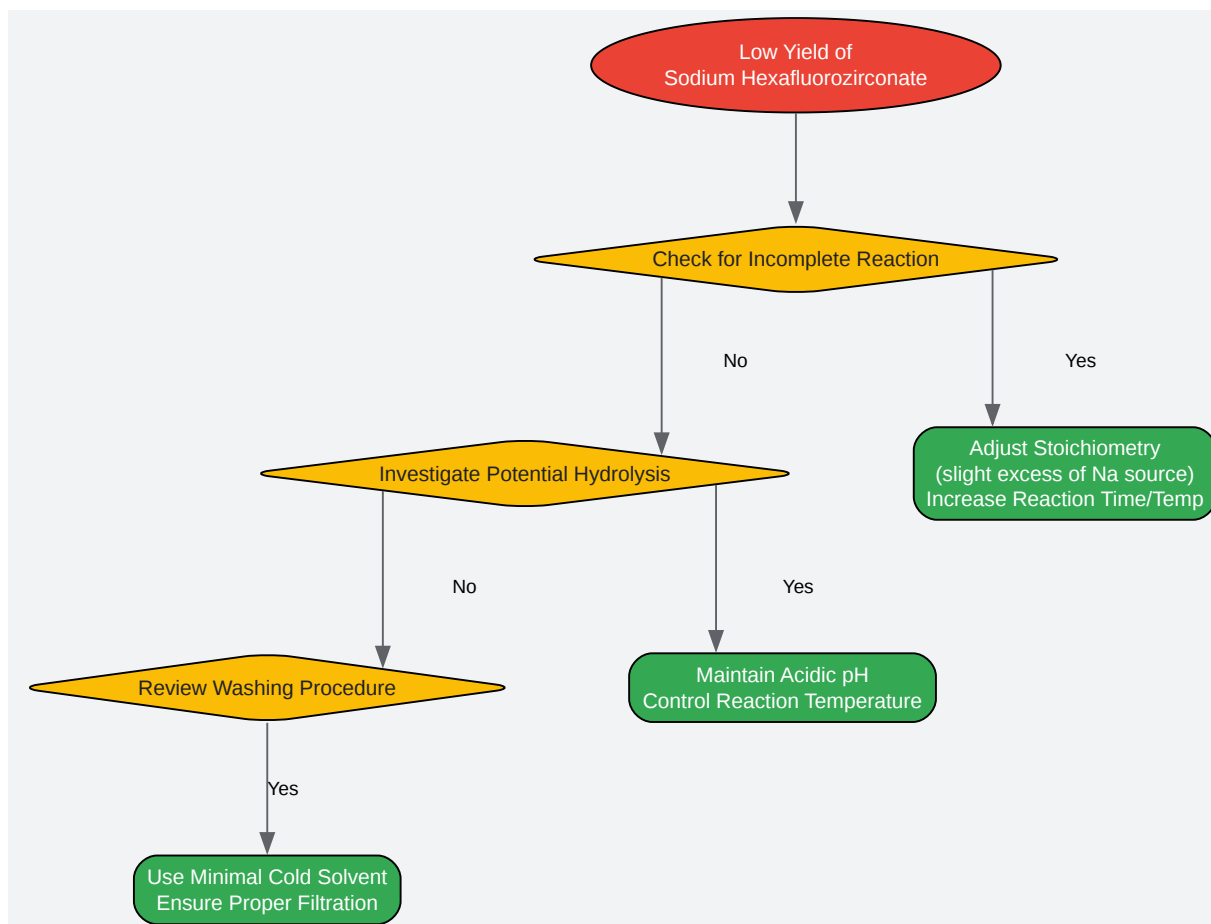 Low Yield of
Sodium Hexafluorozirconate
Check for Incomplete Reaction
No
Yes
Adjust Stoichiometry
(slight excess of Na source)
Increase Reaction Time/Temp
Investigate Potential Hydrolysis
No
Yes
Maintain Acidic pH
Control Reaction Temperature
Review Washing Procedure
Yes
Use Minimal Cold Solvent
Ensure Proper Filtration